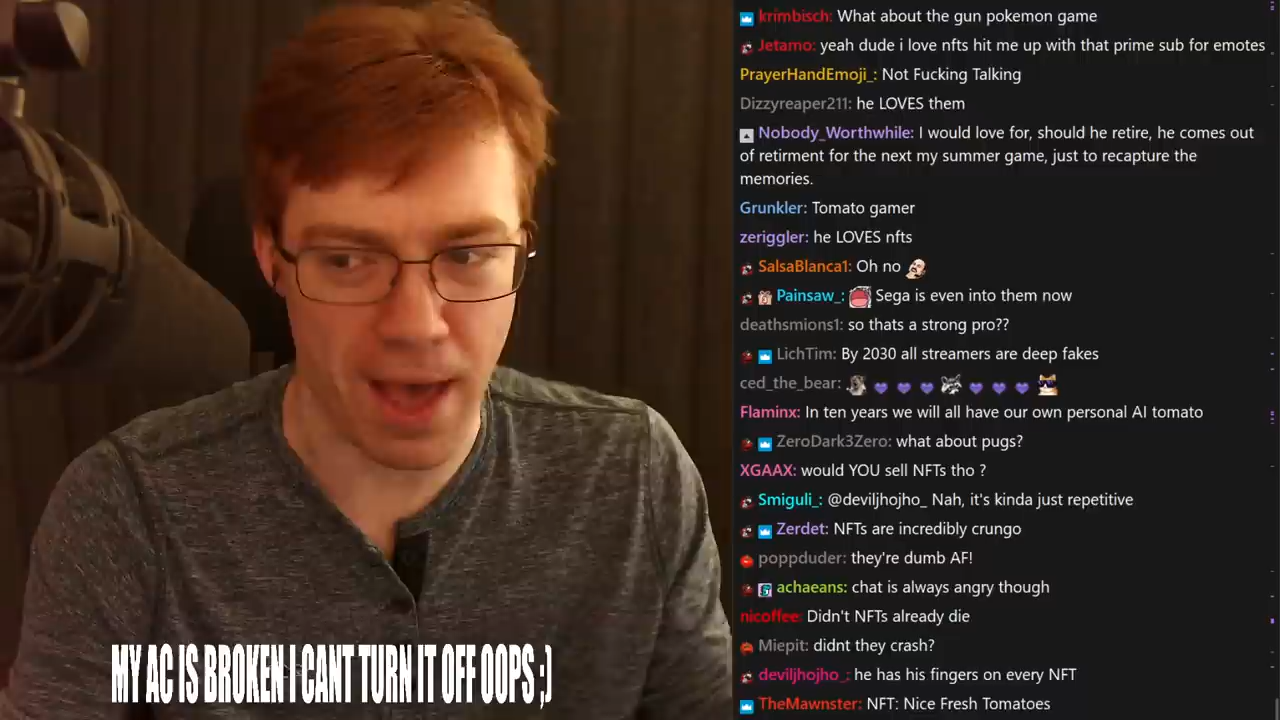 krimbisch: What about the gun pokemon game
Jetamo: yeah dude i love nfts hit me up with that prime sub for emotes
PrayerHandEmoji_: Not Fucking Talking
Dizzyreaper211: he LOVES them
Nobody_Worthwhile: I would love for, should he retire, he comes out
of retirment for the next my summer game, just to recapture the
memories.
Grunkler: Tomato gamer
zeriggler: he LOVES nfts
SalsaBlanca1: Oh no
Painsaw_: Sega is even into them now
deathsmions1: so thats a strong pro??
LichTim: By 2030 all streamers are deep fakes
ced_the_bear:
Flaminx: In ten years we will all have our own personal AI tomato
ZeroDark3Zero: what about pugs?
XGAAX: would YOU sell NFTs tho ?
Smiguli_: @deviljhojho_ Nah, it's kinda just repetitive
Zerdet: NFTs are incredibly crungo
poppduder: they're dumb AF!
achaeans: chat is always angry though
nicoffee: Didn't NFTs already die
Miepit: didnt they crash?
deviljhojho_: he has his fingers on every NFT
TheMawnster: NFT: Nice Fresh Tomatoes
MY AC IS BROKEN I CANT TURN IT OFF OOPS ;)